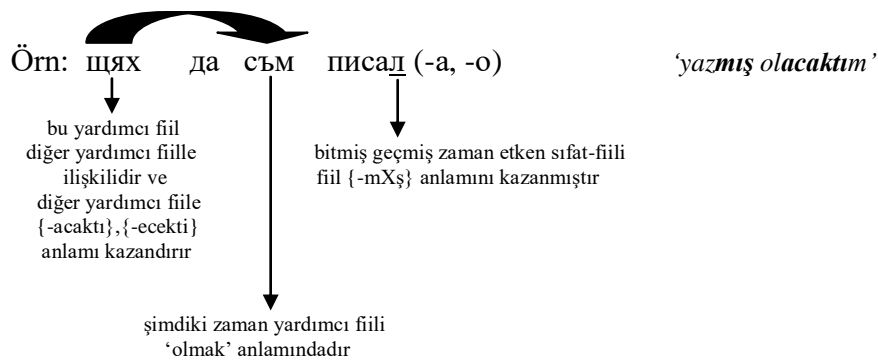 Örn: щях да съм писал (-а, -о) ‘yazmış olacaktım’
bu yardımcı fiil
diğer yardımcı fiille
ilişkilidir ve
diğer yardımcı fiile
{-acaktı},{-ecekti}
anlamı kazandırır
bitmiş geçmiş zaman etken sıfat-fiili
fiil {-mXş} anlamını kazanmıştır
şimdiki zaman yardımcı fiili
‘olmak’ anlamındadır